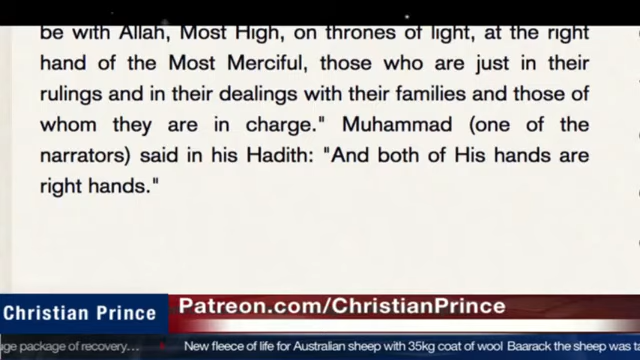 be with Allah, Most High, on thrones of light, at the right
hand of the Most Merciful, those who are just in their
rulings and in their dealings with their families and those of
whom they are in charge." Muhammad (one of the
narrators) said in his Hadith: "And both of His hands are
right hands."
Christian Prince
Patreon.com/ChristianPrince
uge package of recovery… New fleece of life for Australian sheep with 35kg coat of wool Baarack the sheep was ta